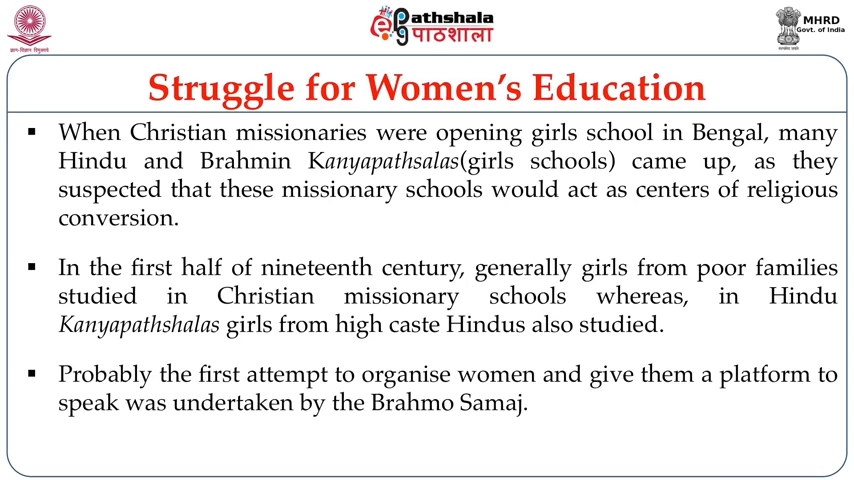 ePathshala
पाठशाला
MHRD
Govt. of India
Struggle for Women's Education
▪ When Christian missionaries were opening girls school in Bengal, many
Hindu and Brahmin Kanyapathsalas(girls schools) came up, as they
suspected that these missionary schools would act as centers of religious
conversion.
▪ In the first half of nineteenth century, generally girls from poor families
studied in Christian missionary schools whereas, in Hindu
Kanyapathshalas girls from high caste Hindus also studied.
▪ Probably the first attempt to organise women and give them a platform to
speak was undertaken by the Brahmo Samaj.